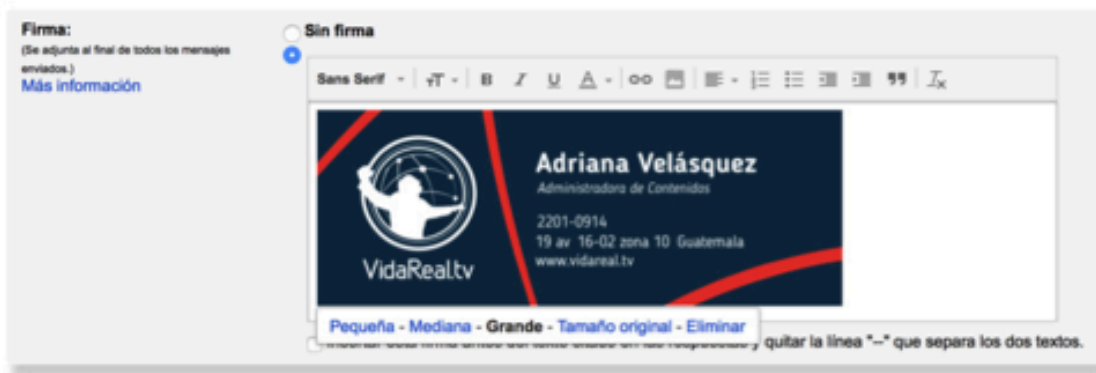 Firma:
(Se adjunta al final de todos los mensajes
enviados.)
Más información
Sin firma
Sans Serif
Adriana Velásquez
Administradora de Contenidos
2201-0914
19 av 16-02 zona 10 Guatemala
www.vidareal.tv
VidaReal.tv
Pequeña - Mediana - Grande - Tamaño original - Eliminar
y quitar la línea "--" que separa los dos textos.